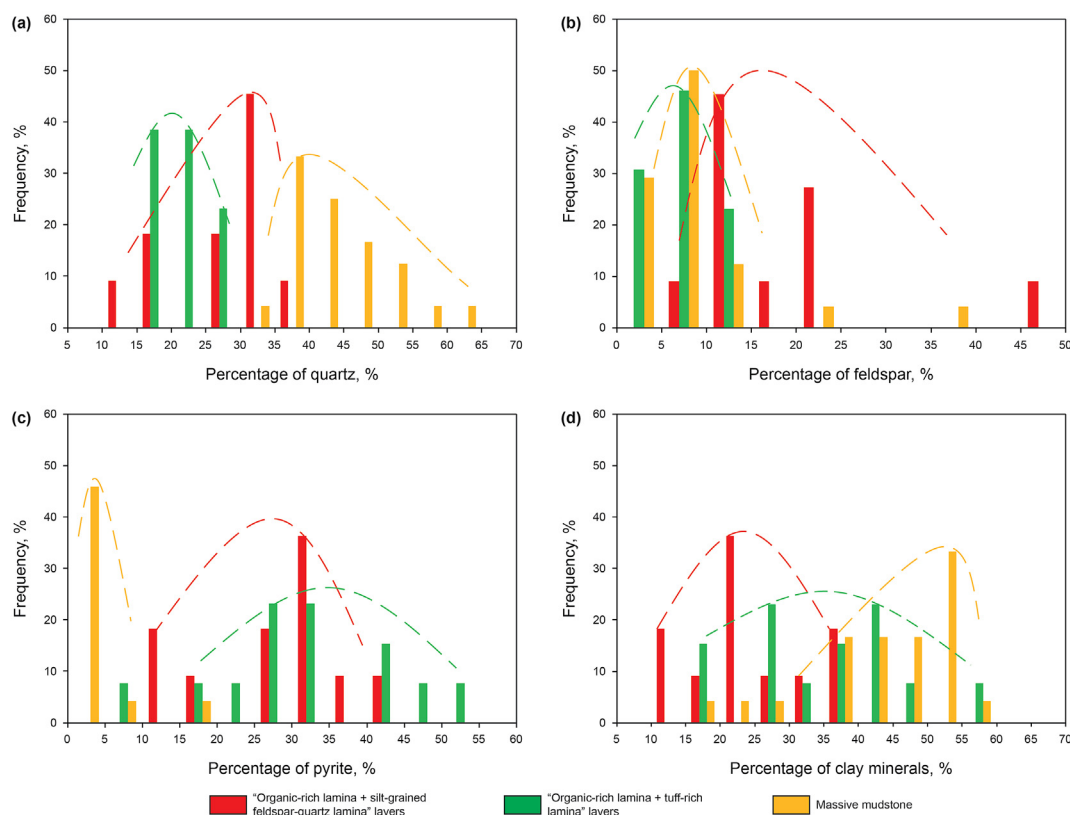 (a)
60
50
40
30
20
10
0
Frequency, %
5 10 15 20 25 30 35 40 45 50 55 60 65 70
Percentage of quartz, %
(b)
60
50
40
30
20
10
0
Frequency, %
0 5 10 15 20 25 30 35 40 45 50
Percentage of feldspar, %
(c)
60
50
40
30
20
10
0
Frequency, %
0 5 10 15 20 25 30 35 40 45 50 55 60
Percentage of pyrite, %
(d)
60
50
40
30
20
10
0
Frequency, %
5 10 15 20 25 30 35 40 45 50 55 60 65 70
Percentage of clay minerals, %
"Organic-rich lamina + silt-grained
feldspar-quartz lamina" layers
"Organic-rich lamina + tuff-rich
lamina" layers
Massive mudstone